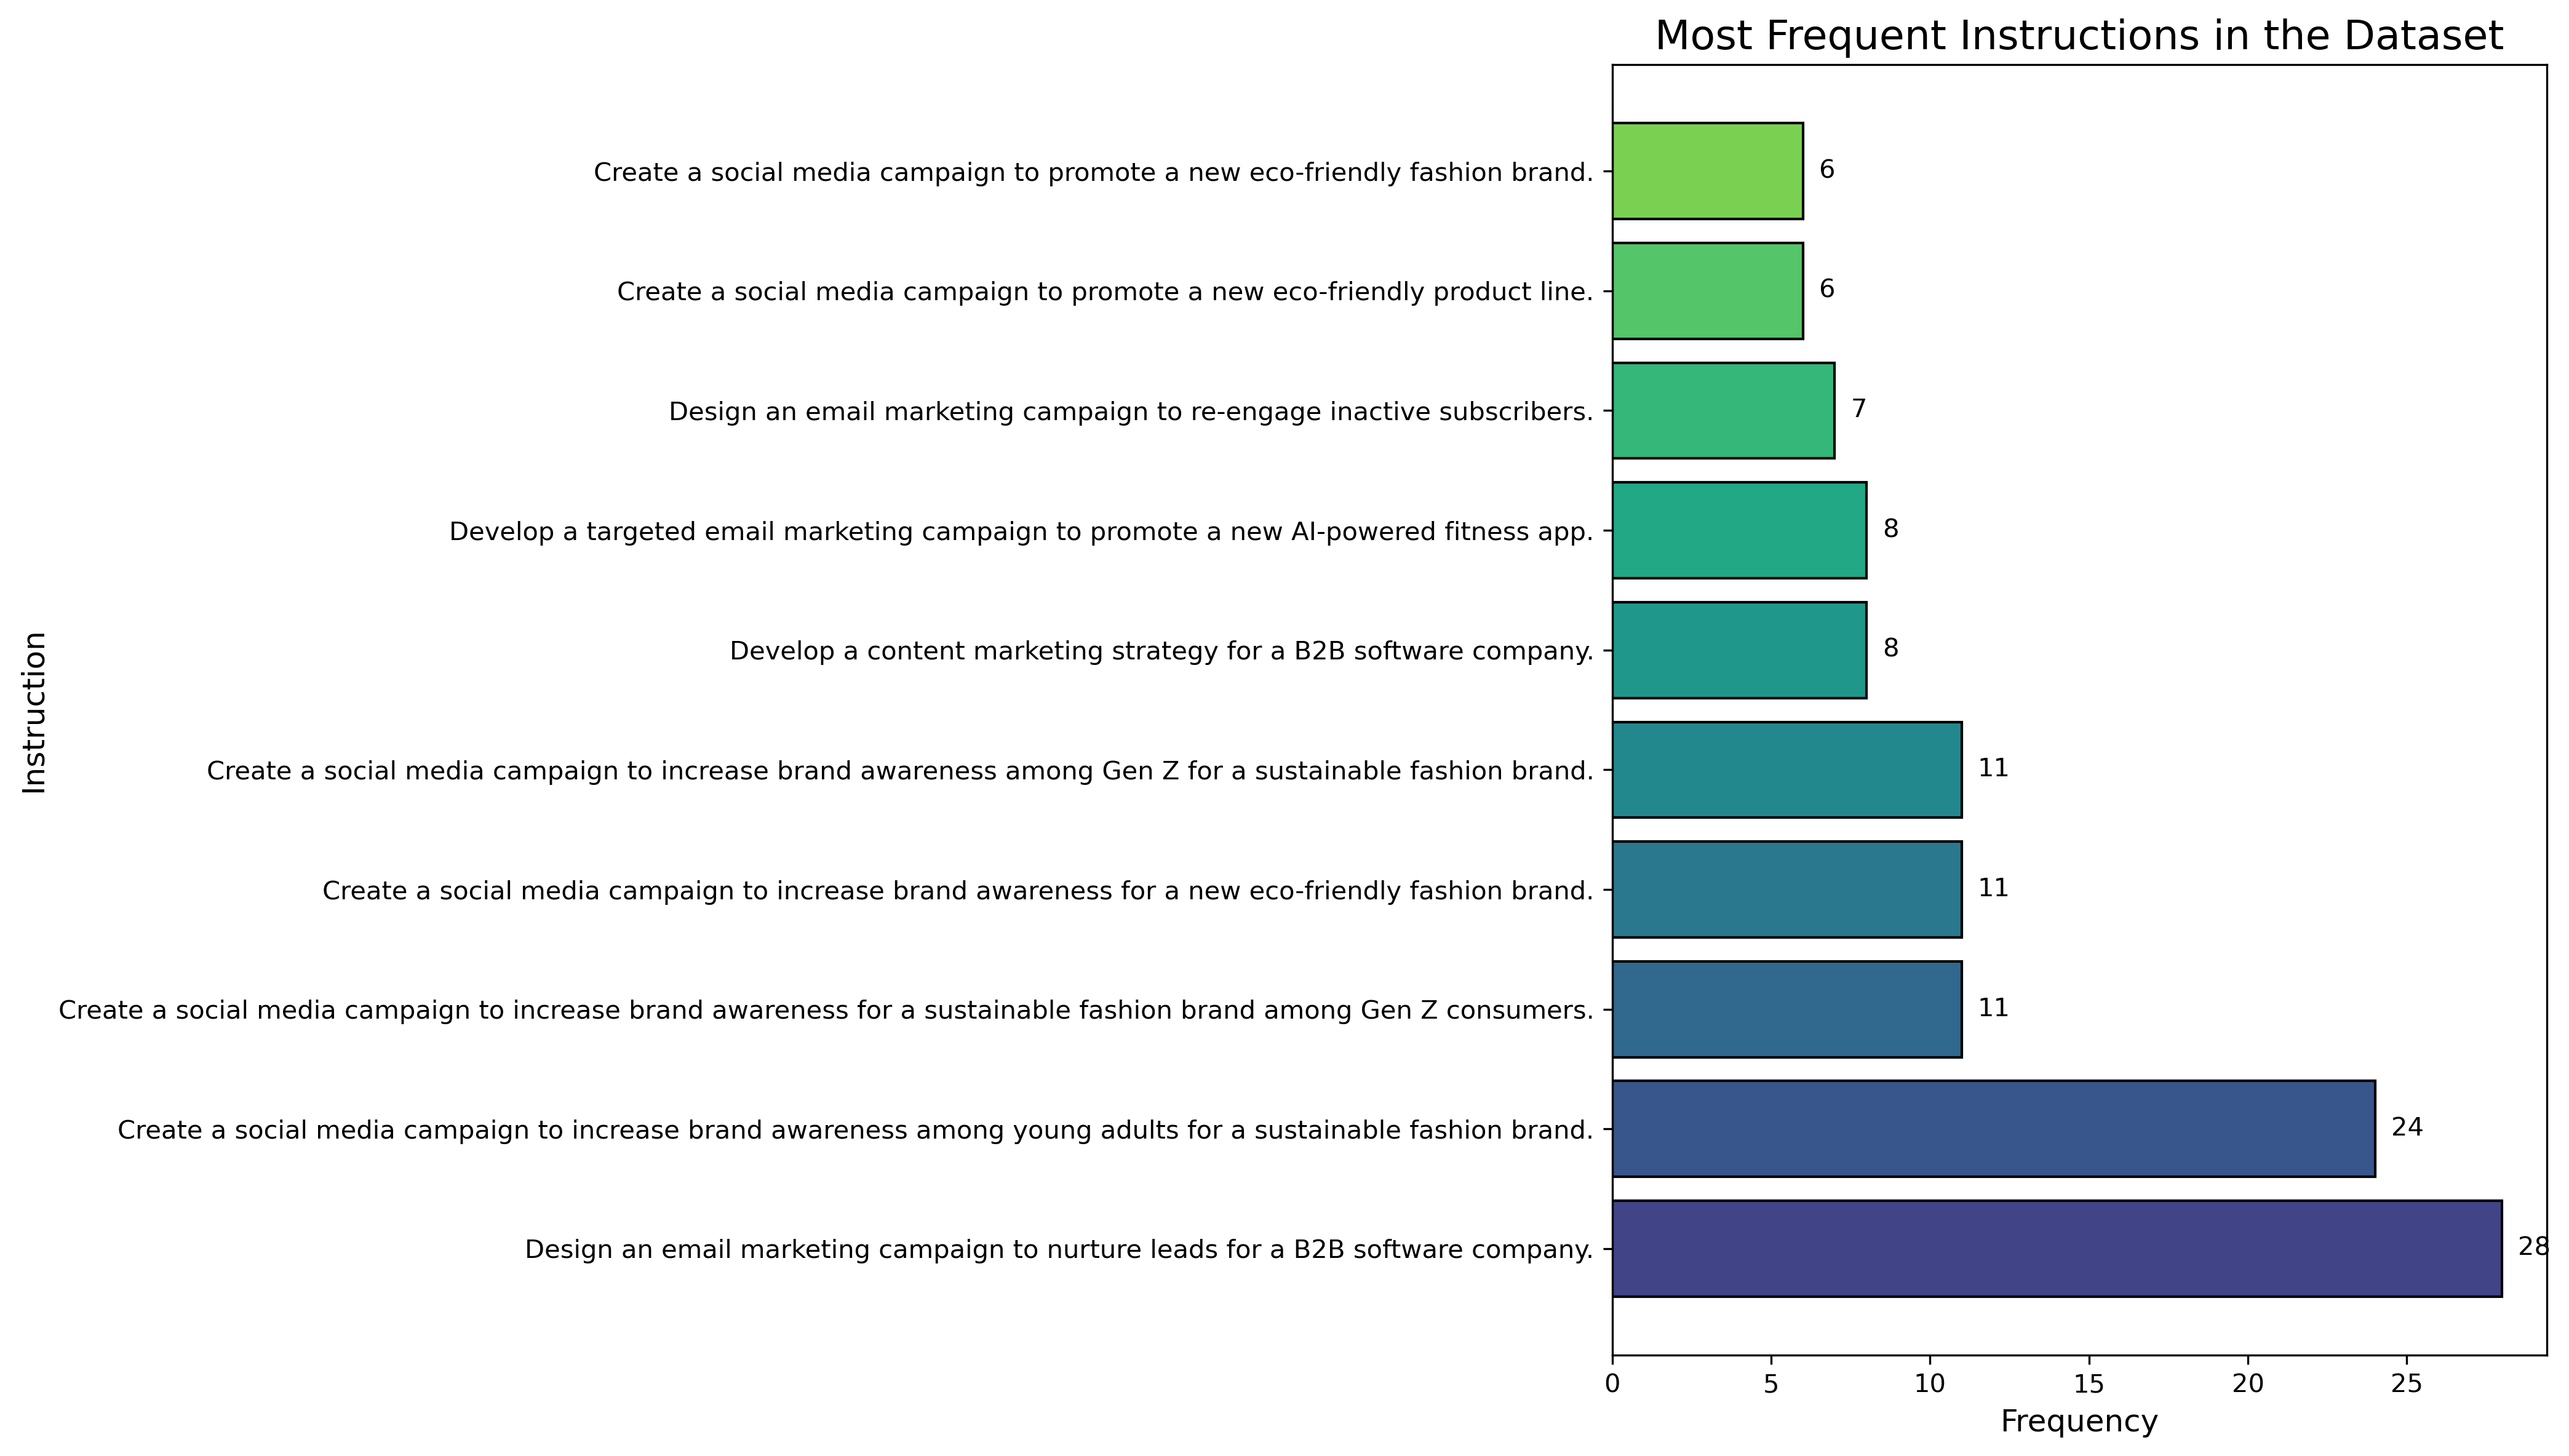 Most Frequent Instructions in the Dataset
Create a social media campaign to promote a new eco-friendly fashion brand.
6
Create a social media campaign to promote a new eco-friendly product line.
6
Design an email marketing campaign to re-engage inactive subscribers.
7
Develop a targeted email marketing campaign to promote a new AI-powered fitness app.
8
Develop a content marketing strategy for a B2B software company.
8
Create a social media campaign to increase brand awareness among Gen Z for a sustainable fashion brand.
11
Create a social media campaign to increase brand awareness for a new eco-friendly fashion brand.
11
Create a social media campaign to increase brand awareness for a sustainable fashion brand among Gen Z consumers.
11
Create a social media campaign to increase brand awareness among young adults for a sustainable fashion brand.
24
Design an email marketing campaign to nurture leads for a B2B software company.
28
Instruction
0 5 10 15 20 25
Frequency